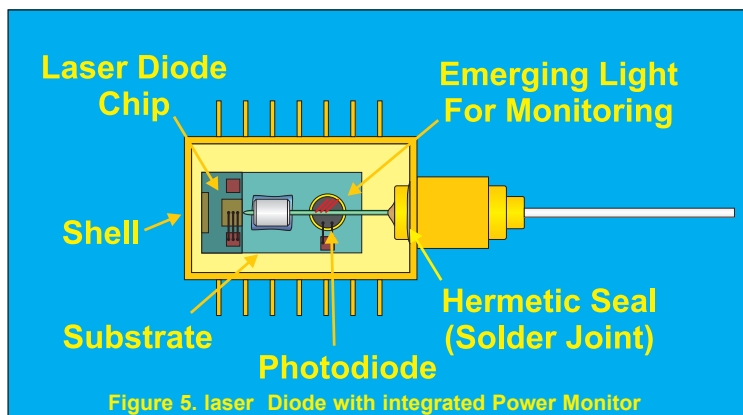 Laser Diode
Chip
Emerging Light
For Monitoring
Shell
Substrate
Hermetic Seal
(Solder Joint)
Photodiode
Figure 5. laser Diode with integrated Power Monitor